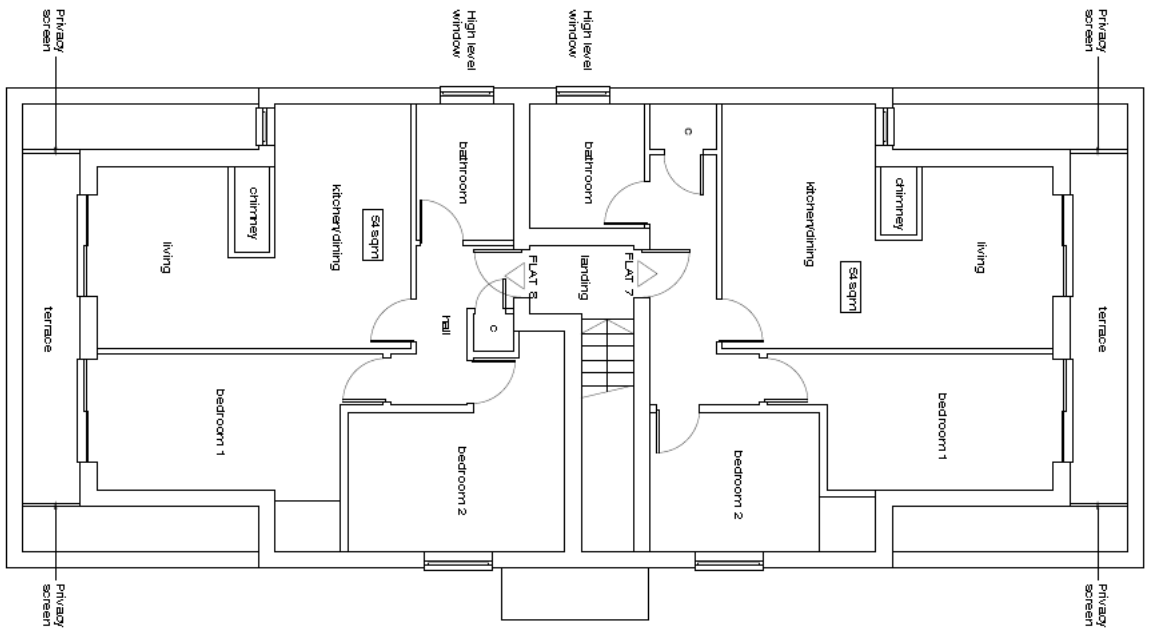 Privacy
screen
High level
window
High level
window
Privacy
screen
bathroom
bathroom
c
chimney
kitchen/dining
54 sqm
kitchen/dining
chimney
living
living
FLAT 8
landing
FLAT 7
54 sqm
terrace
hall
c
terrace
bedroom 1
bedroom 2
bedroom 2
bedroom 1
Privacy
screen
Privacy
screen